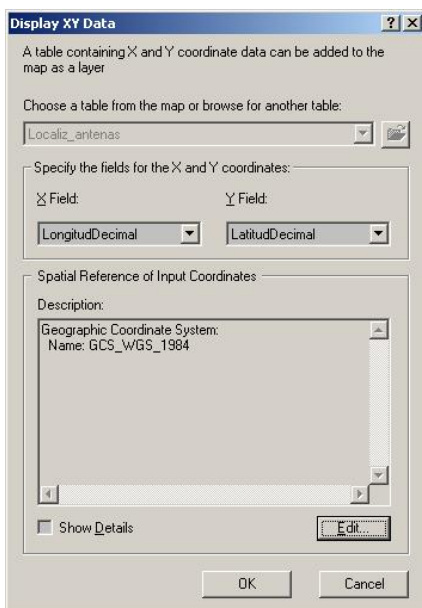 Display XY Data
A table containing X and Y coordinate data can be added to the
map as a layer
Choose a table from the map or browse for another table:
Localiz_antenas
Specify the fields for the X and Y coordinates:
X Field:
Y Field:
LongitudDecimal
LatitudDecimal
Spatial Reference of Input Coordinates
Description:
Geographic Coordinate System:
Name: GCS_WGS_1984
Show Details
Edit...
OK
Cancel